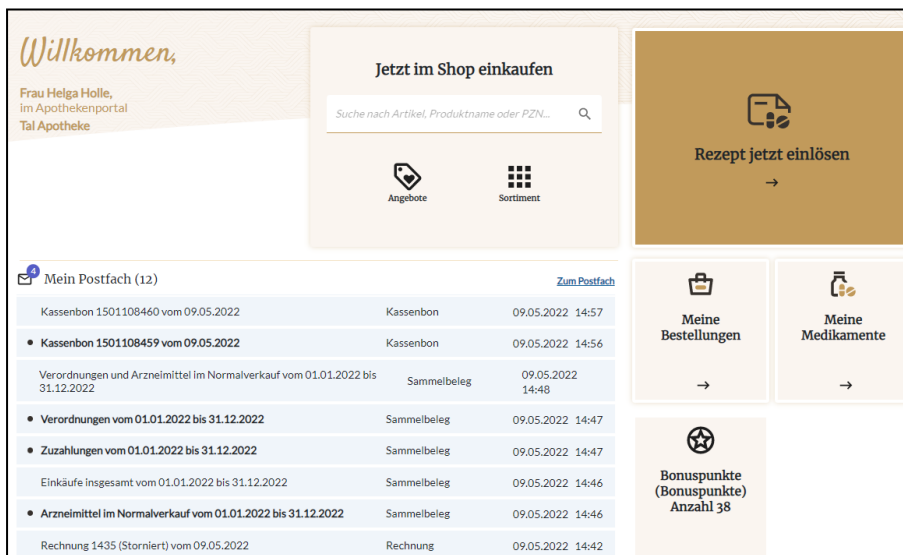 Willkommen,
Frau Helga Holle,
im Apothekenportal
Tal Apotheke
Jetzt im Shop einkaufen
Suche nach Artikel, Produktname oder PZN...
Angebote
Sortiment
Rezept jetzt einlösen
4 Mein Postfach (12) Zum Postfach
Kassenbon 1501108460 vom 09.05.2022 Kassenbon 09.05.2022 14:57
Kassenbon 1501108459 vom 09.05.2022 Kassenbon 09.05.2022 14:56
Verordnungen und Arzneimittel im Normalverkauf vom 01.01.2022 bis
31.12.2022
Sammelbeleg
09.05.2022
14:48
Verordnungen vom 01.01.2022 bis 31.12.2022 Sammelbeleg 09.05.2022 14:47
Zuzahlungen vom 01.01.2022 bis 31.12.2022 Sammelbeleg 09.05.2022 14:47
Einkäufe insgesamt vom 01.01.2022 bis 31.12.2022 Sammelbeleg 09.05.2022 14:46
Arzneimittel im Normalverkauf vom 01.01.2022 bis 31.12.2022 Sammelbeleg 09.05.2022 14:46
Rechnung 1435 (Storniert) vom 09.05.2022 Rechnung 09.05.2022 14:42
Meine
Bestellungen
Meine
Medikamente
Bonuspunkte
(Bonuspunkte)
Anzahl 38